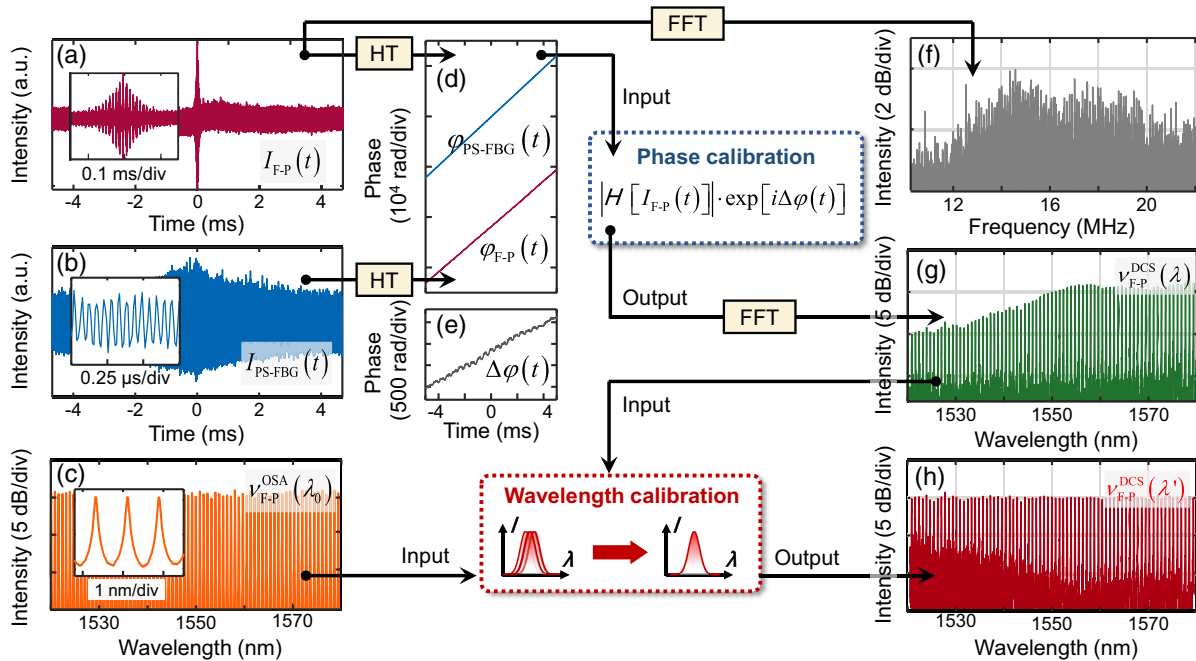 FFT
(a)
Intensity (a.u.)
0.1 ms/div
I_F-P(t)
-4 -2 0 2 4
Time (ms)
HT
(d)
Phase
(10⁴ rad/div)
φ_PS-FBG(t)
φ_F-P(t)
Input
Phase calibration
|H[I_F-P(t)]|·exp[iΔφ(t)]
(f)
Intensity (2 dB/div)
12 16 20
Frequency (MHz)
(b)
Intensity (a.u.)
0.25 µs/div
I_PS-FBG(t)
-4 -2 0 2 4
Time (ms)
HT
(e)
Phase
(500 rad/div)
Δφ(t)
-4 0 4
Time (ms)
Output
FFT
(g)
Intensity (5 dB/div)
ν_F-P^DCS(λ)
1530 1550 1570
Wavelength (nm)
Input
(c)
Intensity (5 dB/div)
ν_F-P^OSA(λ₀)
1 nm/div
1530 1550 1570
Wavelength (nm)
Input
Wavelength calibration
I λ I λ
Output
(h)
Intensity (5 dB/div)
ν_F-P^DCS(λ')
1530 1550 1570
Wavelength (nm)